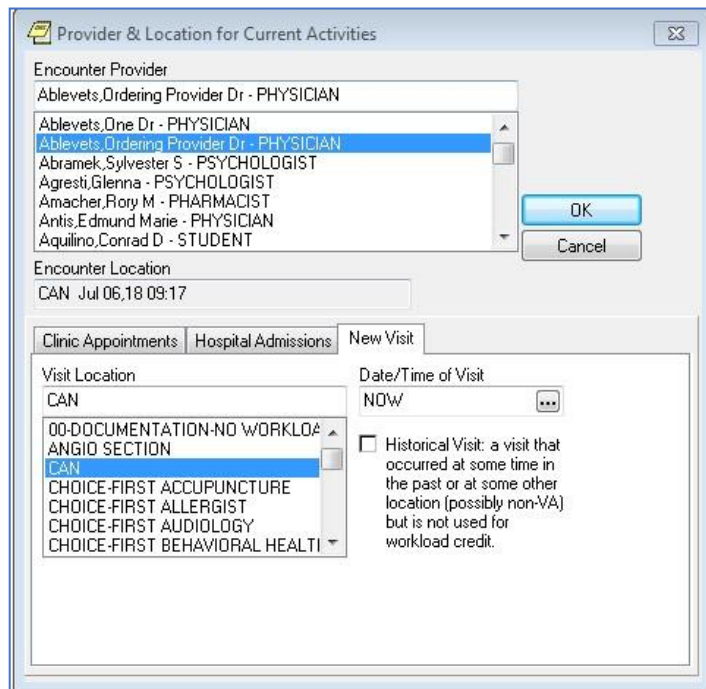 Provider & Location for Current Activities
Encounter Provider
Ablevets,Ordering Provider Dr - PHYSICIAN
Ablevets,One Dr - PHYSICIAN
Ablevets,Ordering Provider Dr - PHYSICIAN
Abramek,Sylvester S - PSYCHOLOGIST
Agresti,Glenna - PSYCHOLOGIST
Amacher,Rory M - PHARMACIST
Antis,Edmund Marie - PHYSICIAN
Aquilino,Conrad D - STUDENT
OK
Cancel
Encounter Location
CAN Jul 06,18 09:17
Clinic Appointments
Hospital Admissions
New Visit
Visit Location
CAN
00-DOCUMENTATION-NO WORKLOA
ANGIO SECTION
CAN
CHOICE-FIRST ACCUPUNCTURE
CHOICE-FIRST ALLERGIST
CHOICE-FIRST AUDIOLOGY
CHOICE-FIRST BEHAVIORAL HEALTI
Date/Time of Visit
NOW
...
Historical Visit: a visit that
occurred at some time in
the past or at some other
location (possibly non-VA)
but is not used for
workload credit.